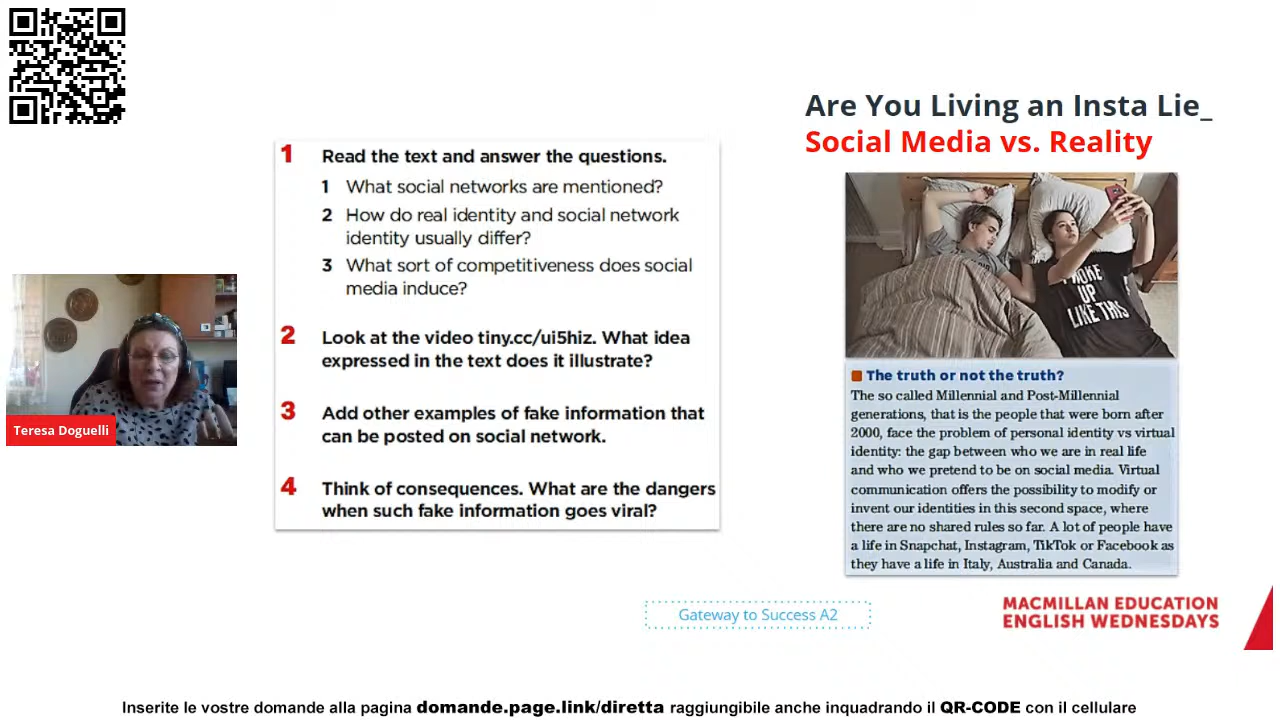 Are You Living an Insta Lie_
Social Media vs. Reality
1 Read the text and answer the questions.
1 What social networks are mentioned?
2 How do real identity and social network
identity usually differ?
3 What sort of competitiveness does social
media induce?
2 Look at the video tiny.cc/ui5hiz. What idea
expressed in the text does it illustrate?
3 Add other examples of fake information that
can be posted on social network.
4 Think of consequences. What are the dangers
when such fake information goes viral?
Teresa Doguelli
WOKE
UP
LIKE THIS
The truth or not the truth?
The so called Millennial and Post-Millennial
generations, that is the people that were born after
2000, face the problem of personal identity vs virtual
identity: the gap between who we are in real life
and who we pretend to be on social media. Virtual
communication offers the possibility to modify or
invent our identities in this second space, where
there are no shared rules so far. A lot of people have
a life in Snapchat, Instagram, TikTok or Facebook as
they have a life in Italy, Australia and Canada.
Gateway to Success A2
MACMILLAN EDUCATION
ENGLISH WEDNESDAYS
Inserite le vostre domande alla pagina domande.page.link/diretta raggiungibile anche inquadrando il QR-CODE con il cellulare